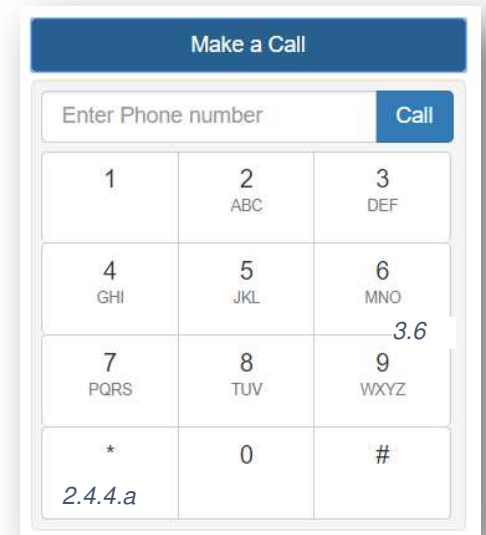 Make a Call
Enter Phone number Call
1 2 3
ABC DEF
4 5 6
GHI JKL MNO
3.6
7 8 9
PQRS TUV WXYZ
* 0 #
2.4.4.a